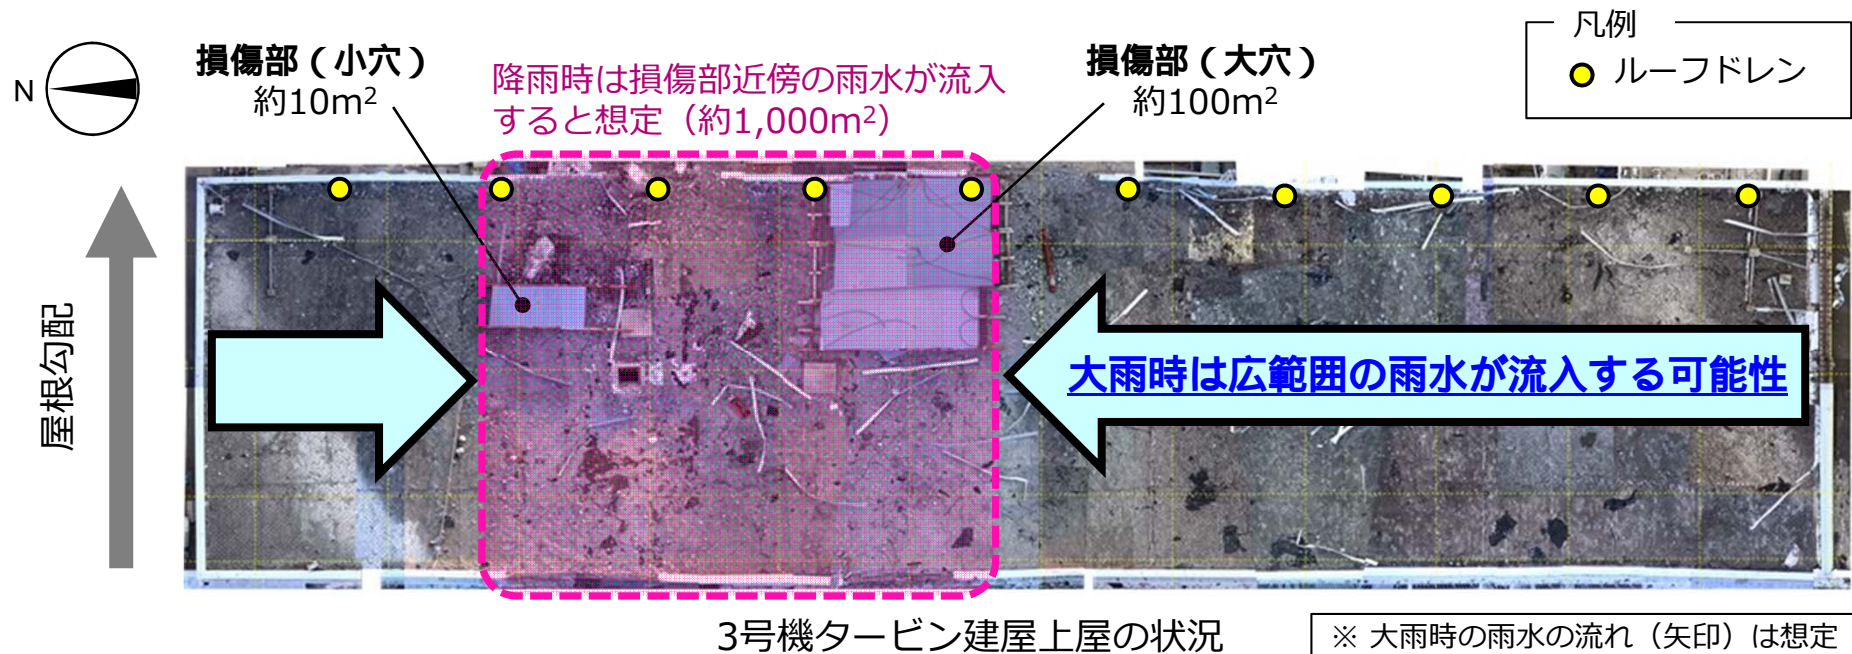 凡例
ルーフドレン
N
損傷部（小穴）
約10m²
降雨時は損傷部近傍の雨水が流入
すると想定（約1,000m²）
損傷部（大穴）
約100m²
屋根勾配
大雨時は広範囲の雨水が流入する可能性
3号機タービン建屋上屋の状況
※ 大雨時の雨水の流れ（矢印）は想定